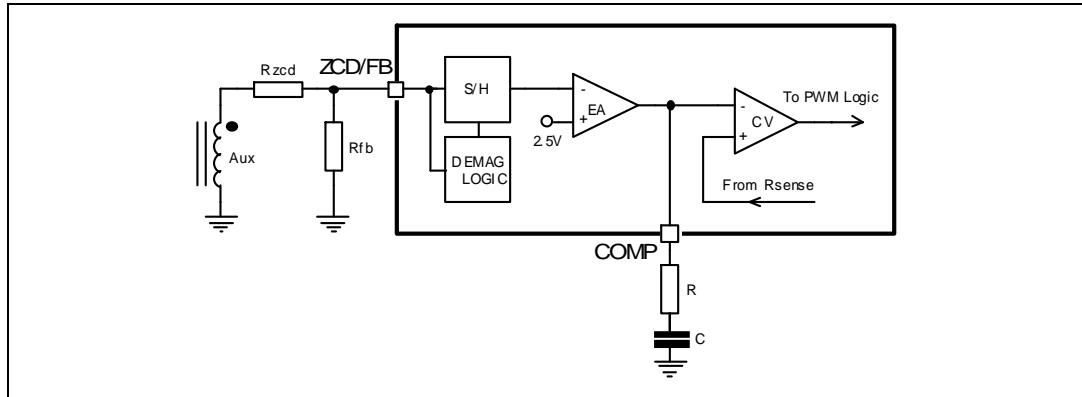 Rzcd
ZCD/FB
S/H
-
EA
+
2.5V
DEMAG
LOGIC
Aux
Rfb
To PWM Logic
-
CV
+
From Rsense
COMP
R
C